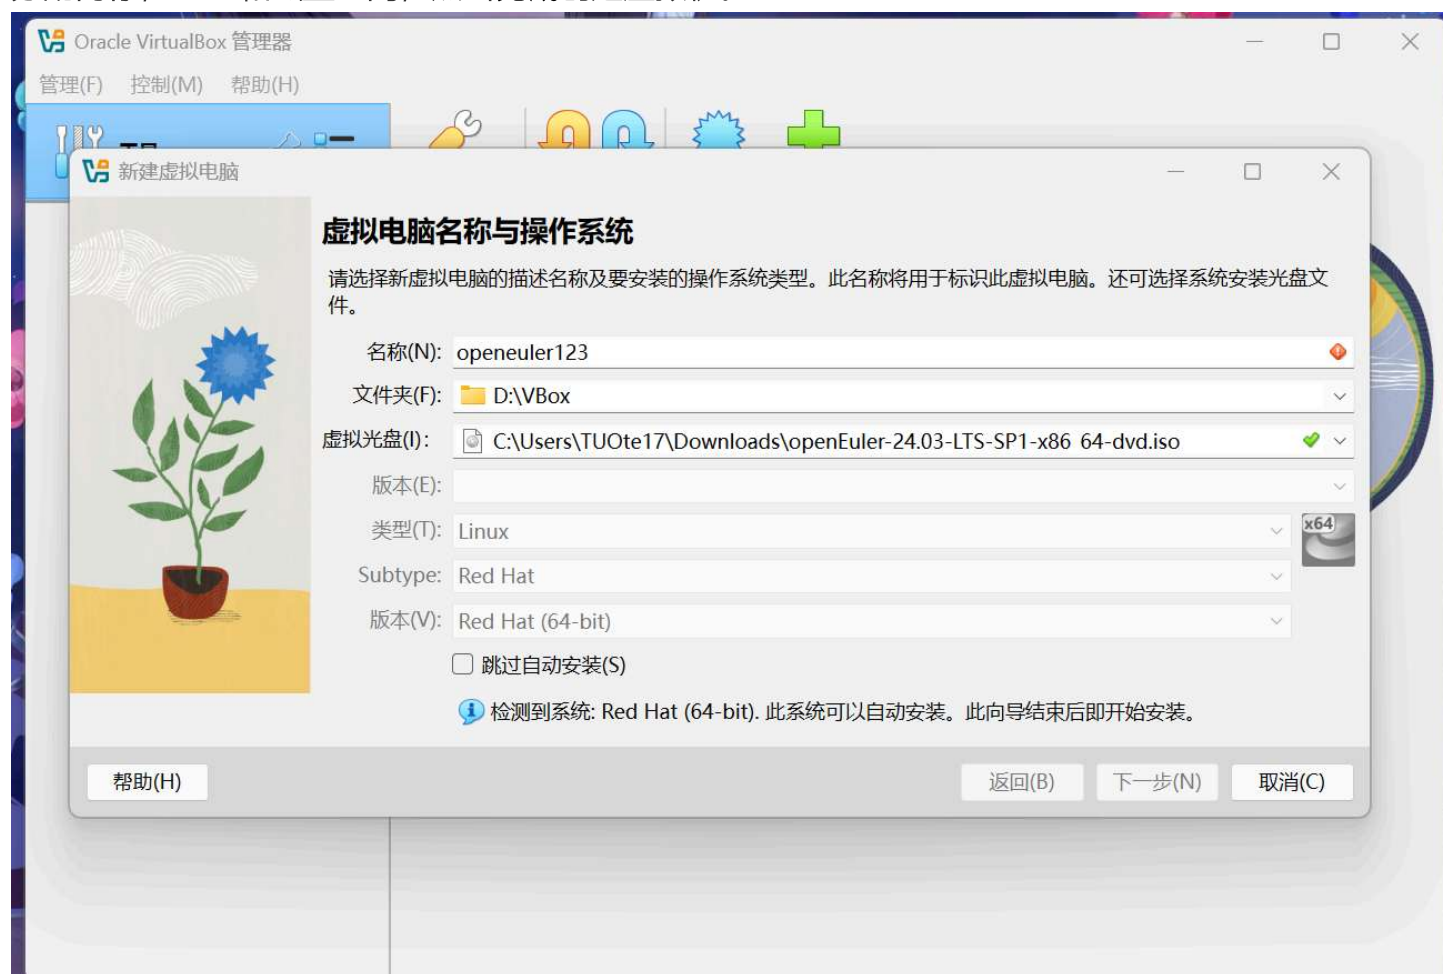 Oracle VirtualBox 管理器
管理(F) 控制(M) 帮助(H)
新建虚拟电脑
虚拟电脑名称与操作系统
请选择新虚拟电脑的描述名称及要安装的操作系统类型。此名称将用于标识此虚拟电脑。还可选择系统安装光盘文
件。
名称(N): openeuler123
文件夹(F): D:\VBox
虚拟光盘(I): C:\Users\TUOte17\Downloads\openEuler-24.03-LTS-SP1-x86 64-dvd.iso
版本(E):
类型(T): Linux
x64
Subtype: Red Hat
版本(V): Red Hat (64-bit)
跳过自动安装(S)
检测到系统: Red Hat (64-bit). 此系统可以自动安装。此向导结束后即开始安装。
帮助(H) 返回(B) 下一步(N) 取消(C)